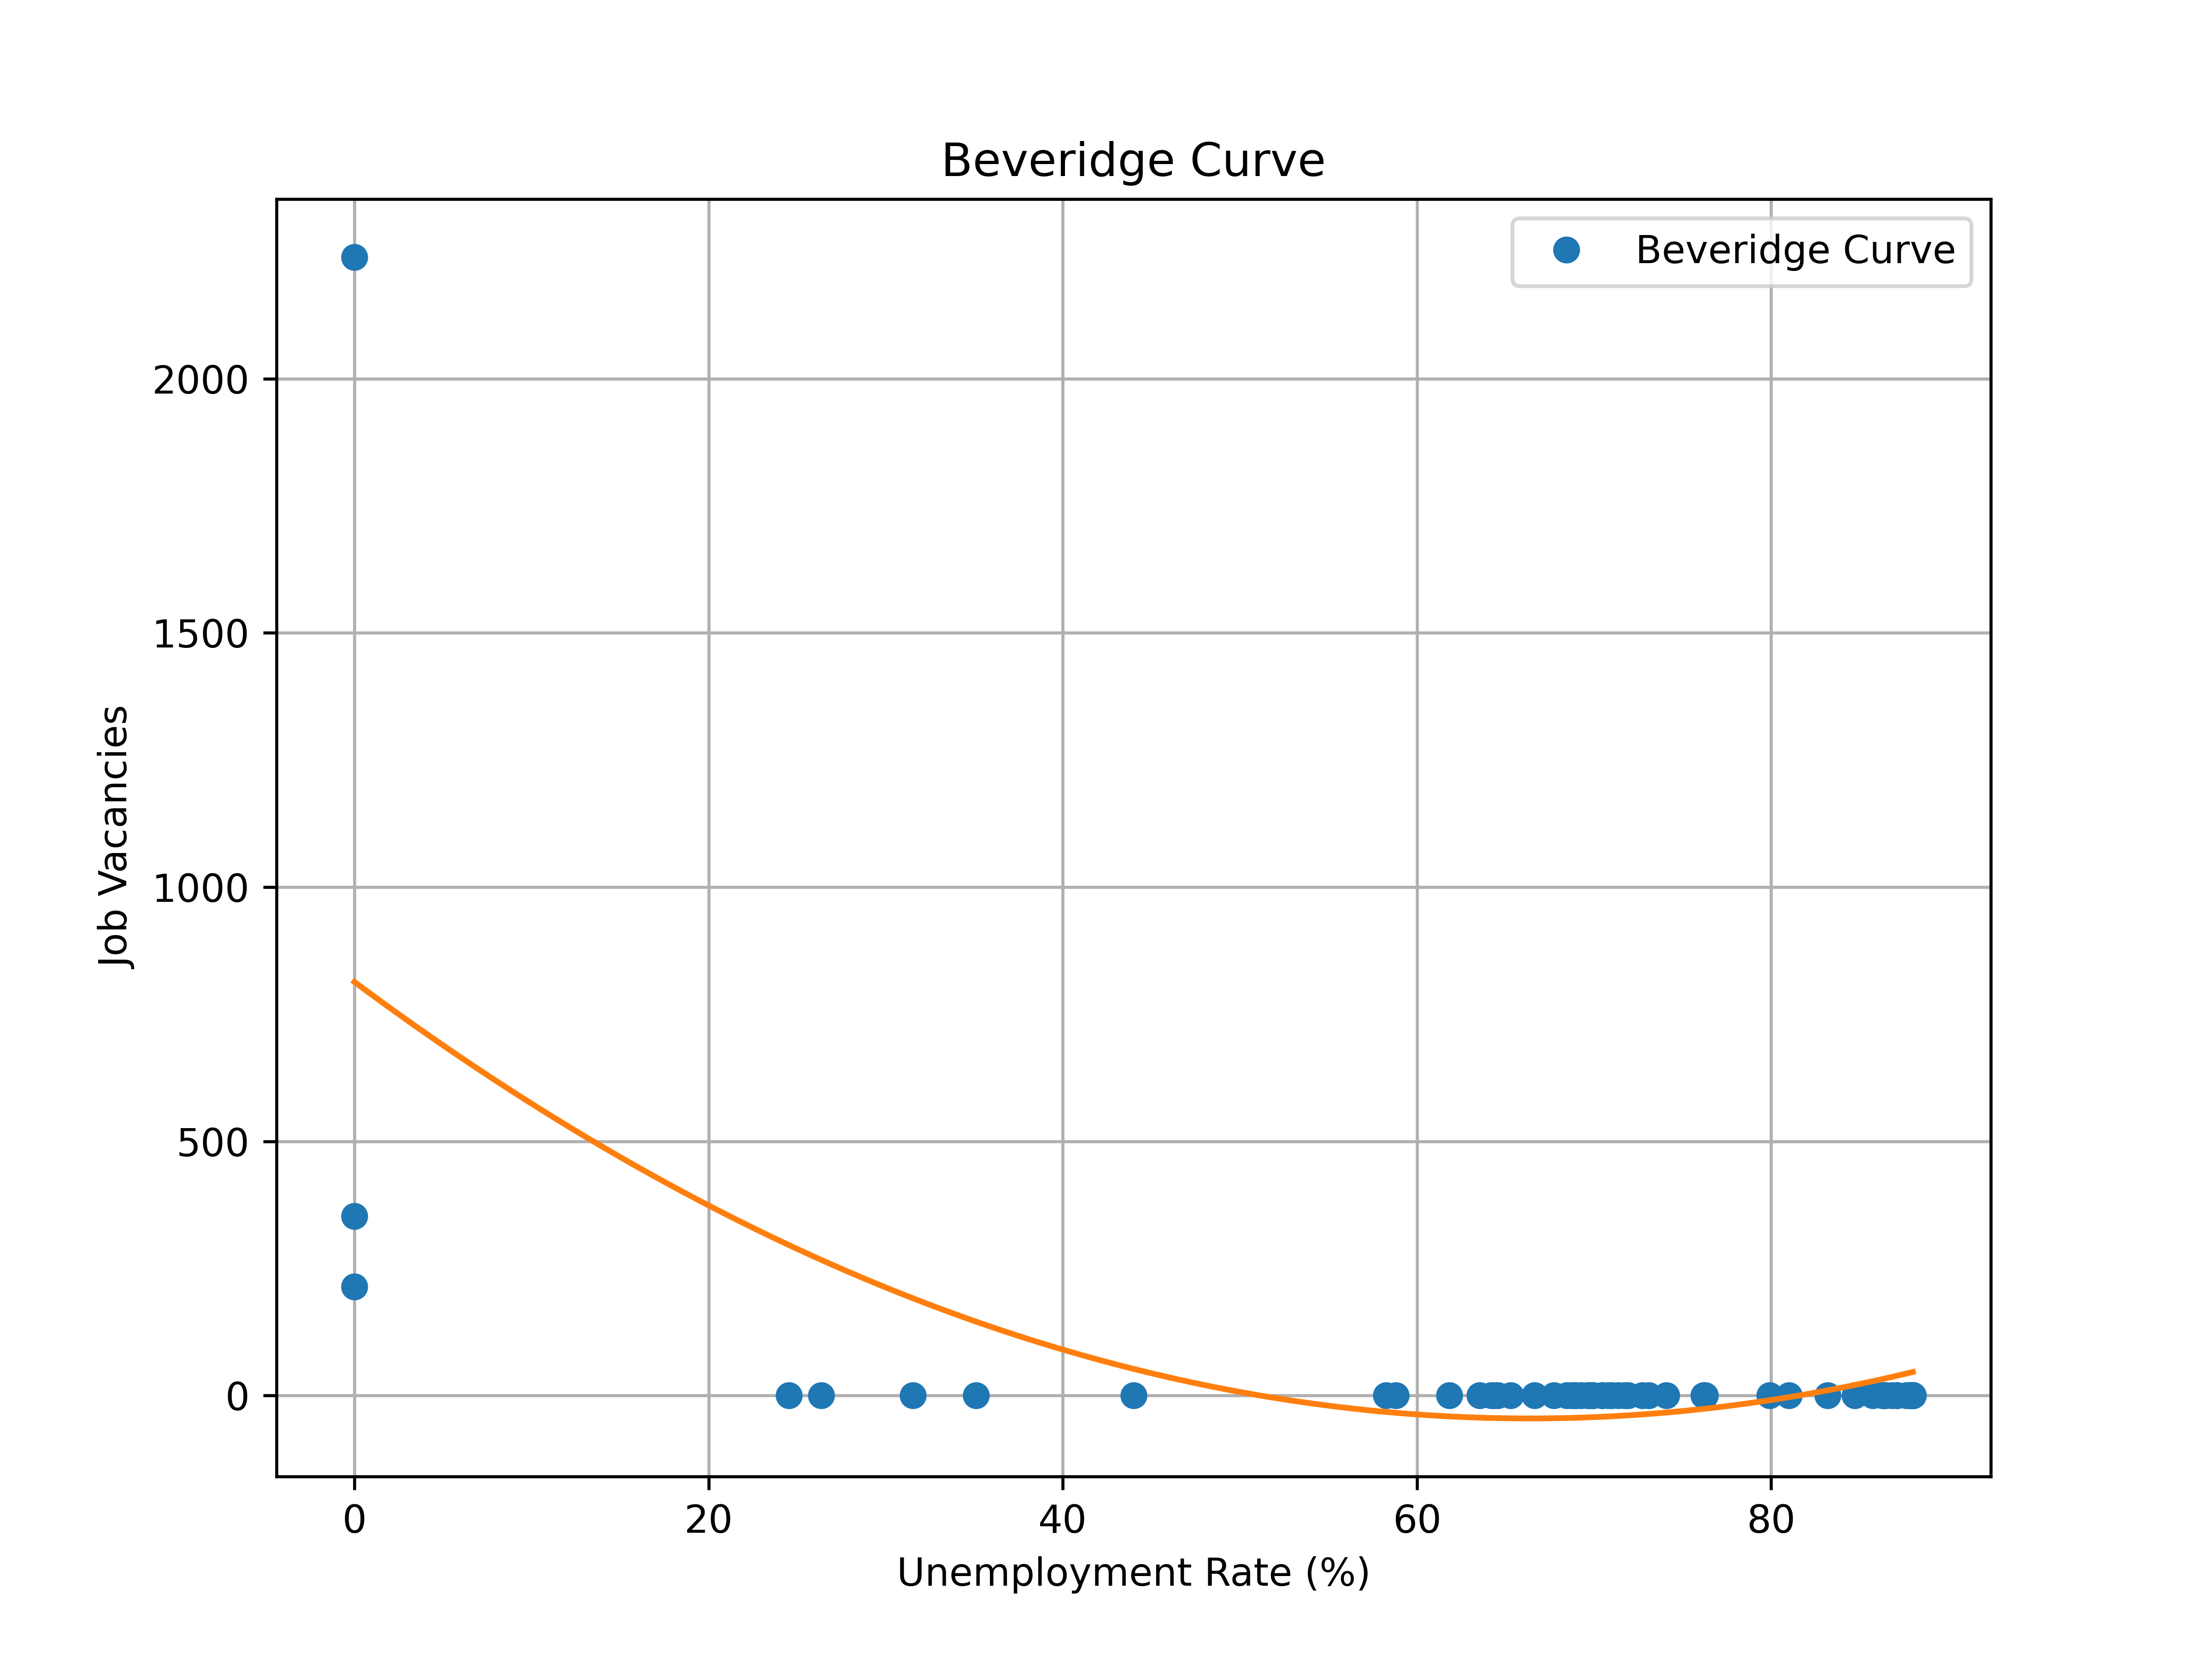 Beveridge Curve
Beveridge Curve
2000
1500
1000
500
0
Job Vacancies
0 20 40 60 80
Unemployment Rate (%)